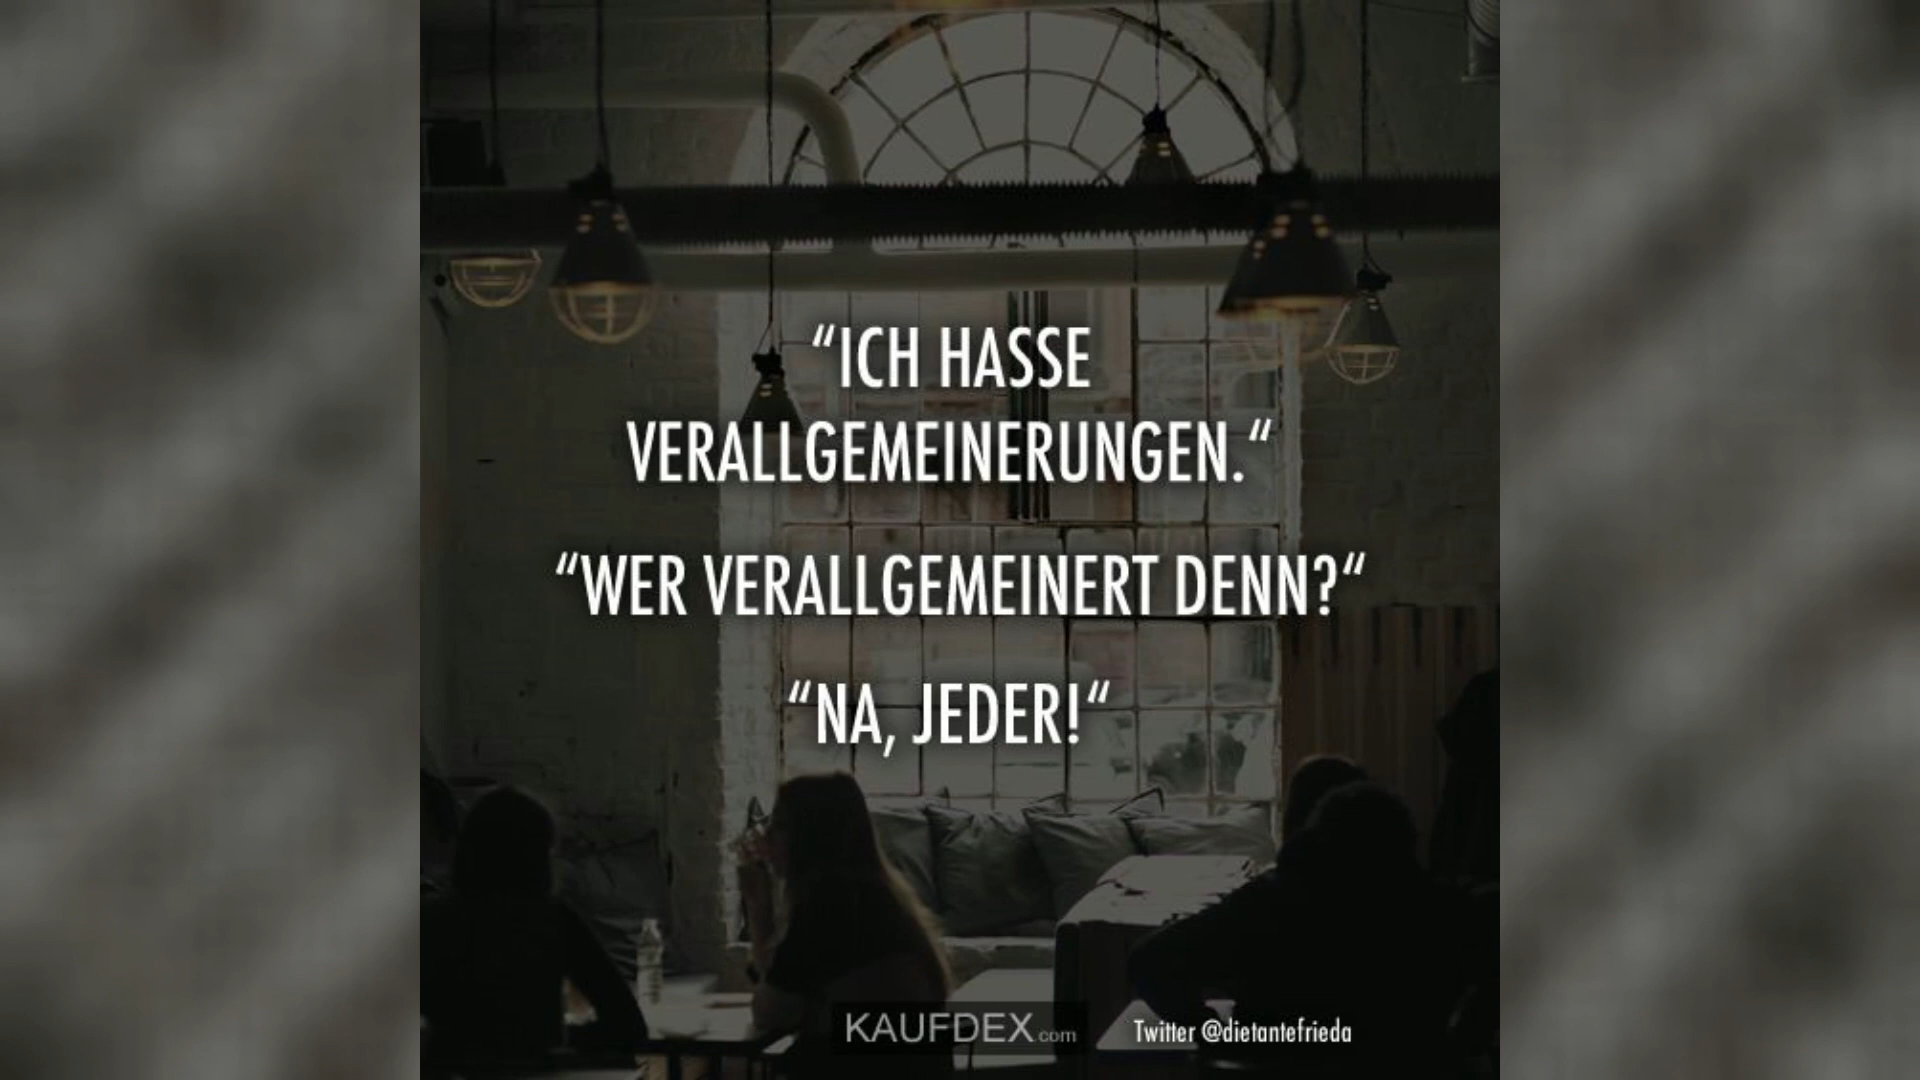 “ICH HASSE
VERALLGEMEINERUNGEN.“
“WER VERALLGEMEINERT DENN?“
“NA, JEDER!“
KAUFDEX.com
Twitter @dietantefrieda